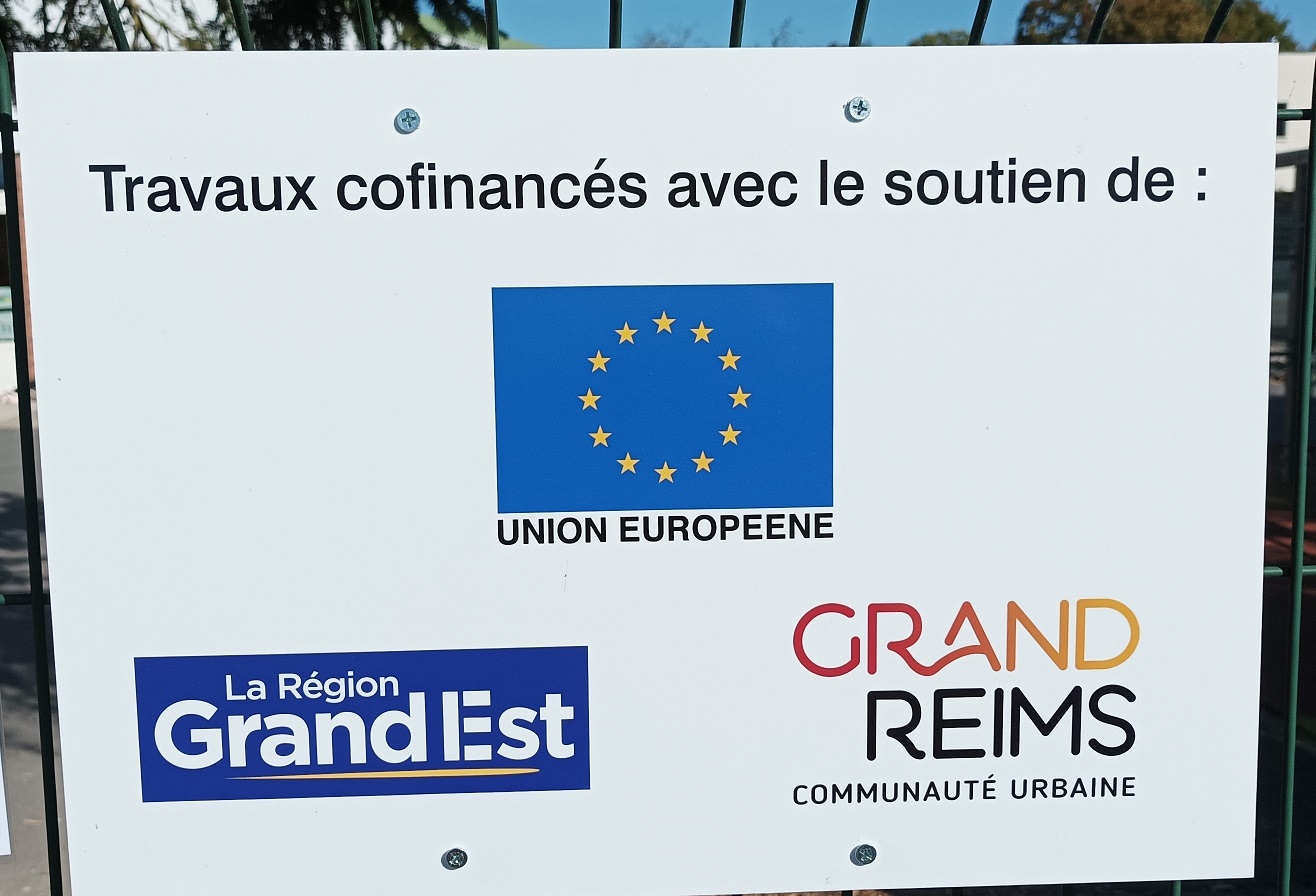 Travaux cofinancés avec le soutien de :
UNION EUROPEENE
La Région
Grand Est
GRAND
REIMS
COMMUNAUTÉ URBAINE